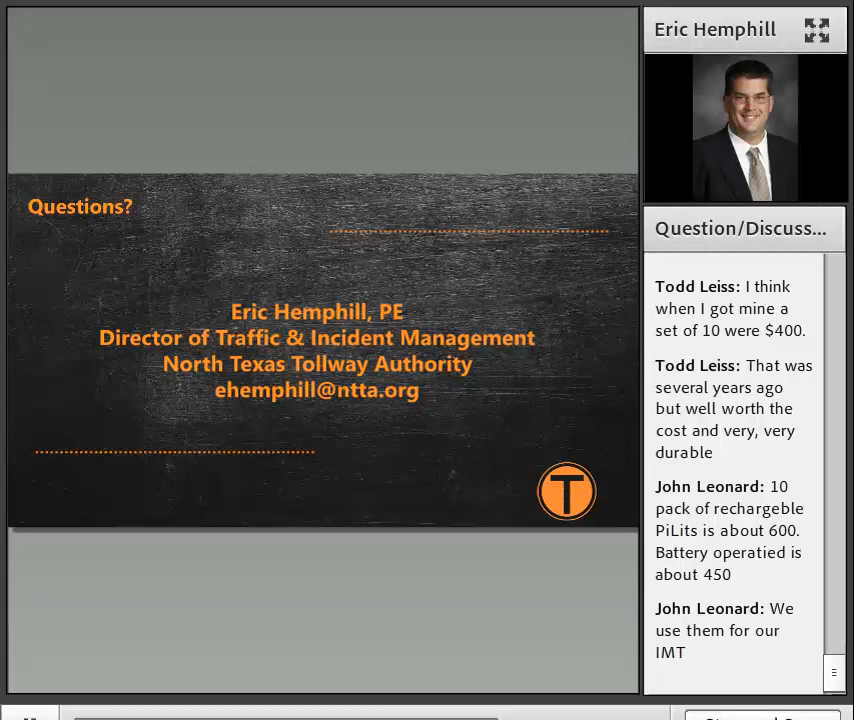 Questions?
Eric Hemphill, PE
Director of Traffic & Incident Management
North Texas Tollway Authority
ehemphill@ntta.org
T
Eric Hemphill
Question/Discuss...
Todd Leiss: I think
when I got mine a
set of 10 were $400.
Todd Leiss: That was
several years ago
but well worth the
cost and very, very
durable
John Leonard: 10
pack of rechargeble
PiLits is about 600.
Battery operatied is
about 450
John Leonard: We
use them for our
IMT